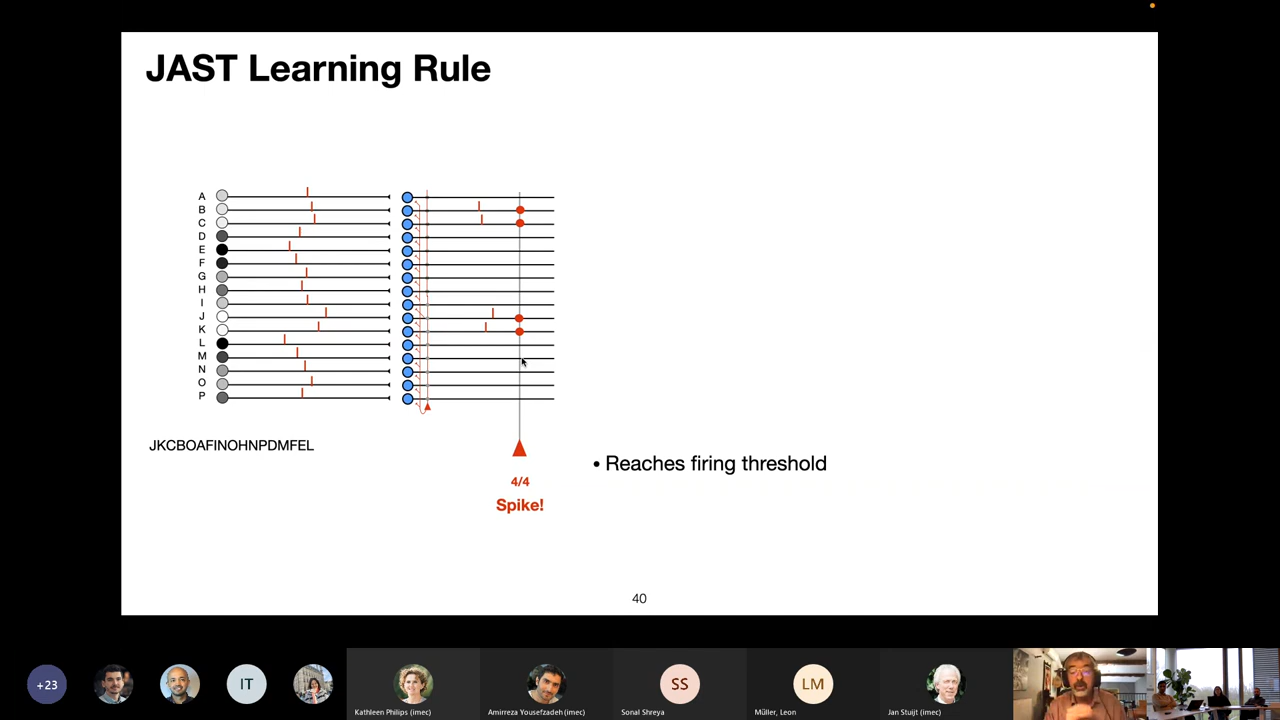 JAST Learning Rule
A
B
C
D
E
F
G
H
I
J
K
L
M
N
O
P
JKCBOAFINOHNPDMFEL
• Reaches firing threshold
4/4
Spike!
40
+23
IT
SS
LM
Kathleen Philips (imec)
Amirreza Yousefzadeh (imec)
Sonal Shreya
Müller, Leon
Jan Stuijt (imec)